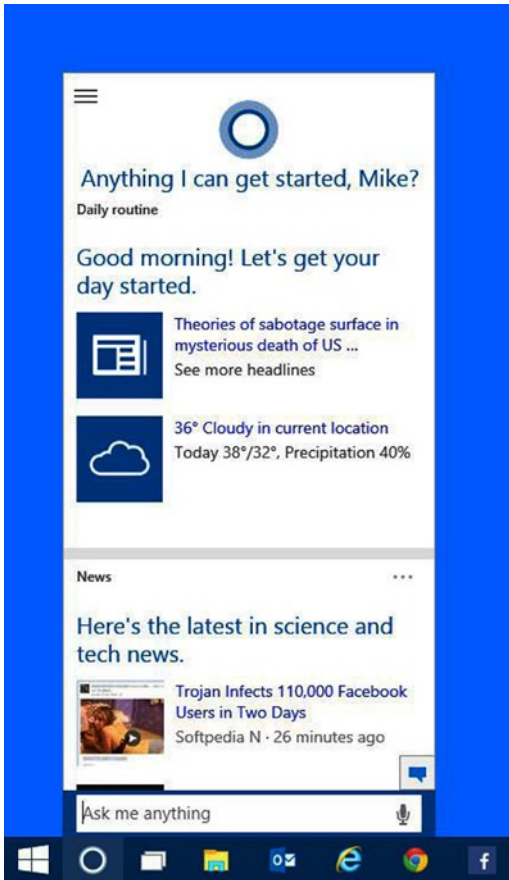 Anything I can get started, Mike?
Daily routine
Good morning! Let's get your
day started.
Theories of sabotage surface in
mysterious death of US ...
See more headlines
36° Cloudy in current location
Today 38°/32°, Precipitation 40%
News
Here's the latest in science and
tech news.
Trojan Infects 110,000 Facebook
Users in Two Days
Softpedia N · 26 minutes ago
Ask me anything